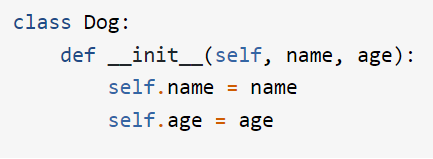 class Dog:
    def __init__(self, name, age):
        self.name = name
        self.age = age